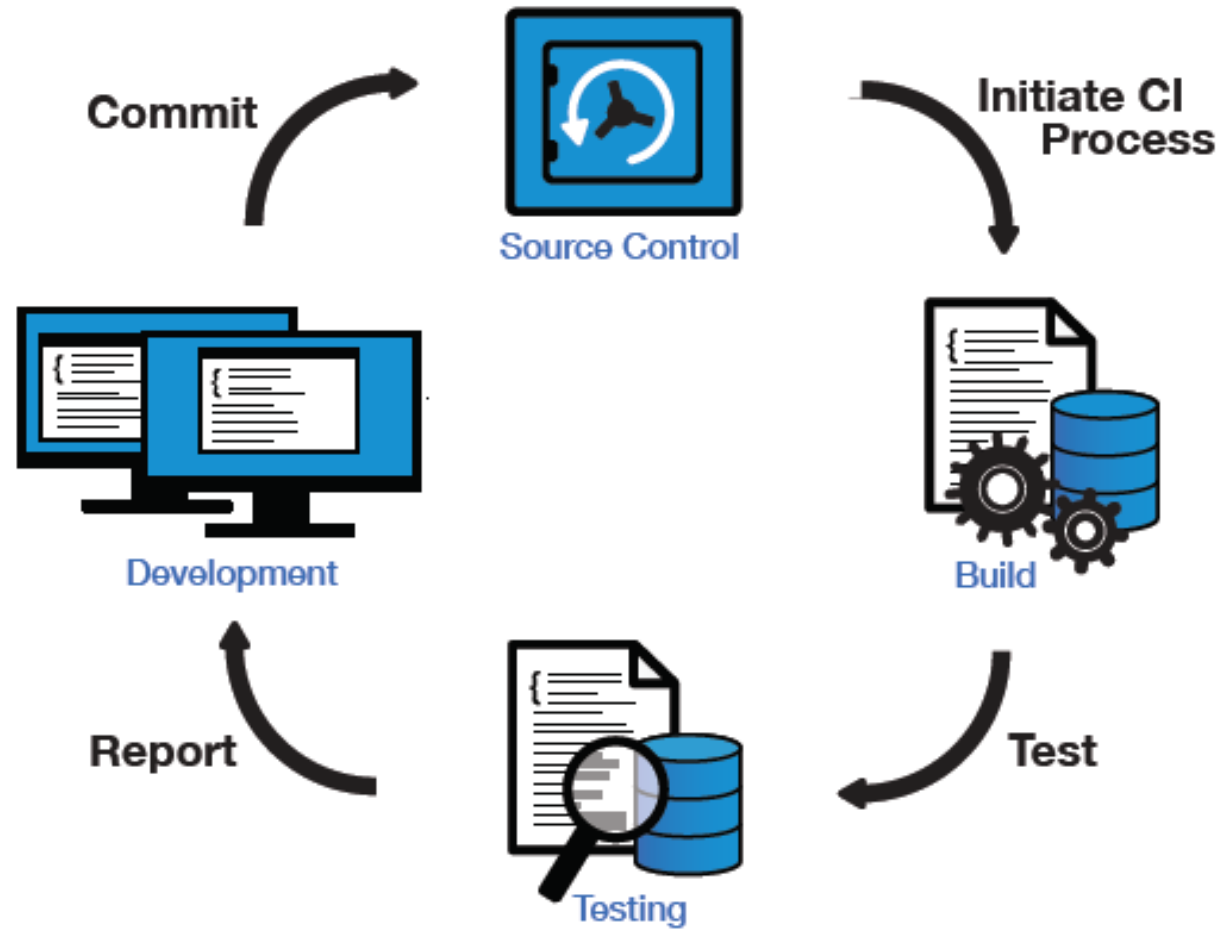 Commit
Initiate CI
Process
Source Control
{
{
{
Development
Build
{
Report
Test
Testing